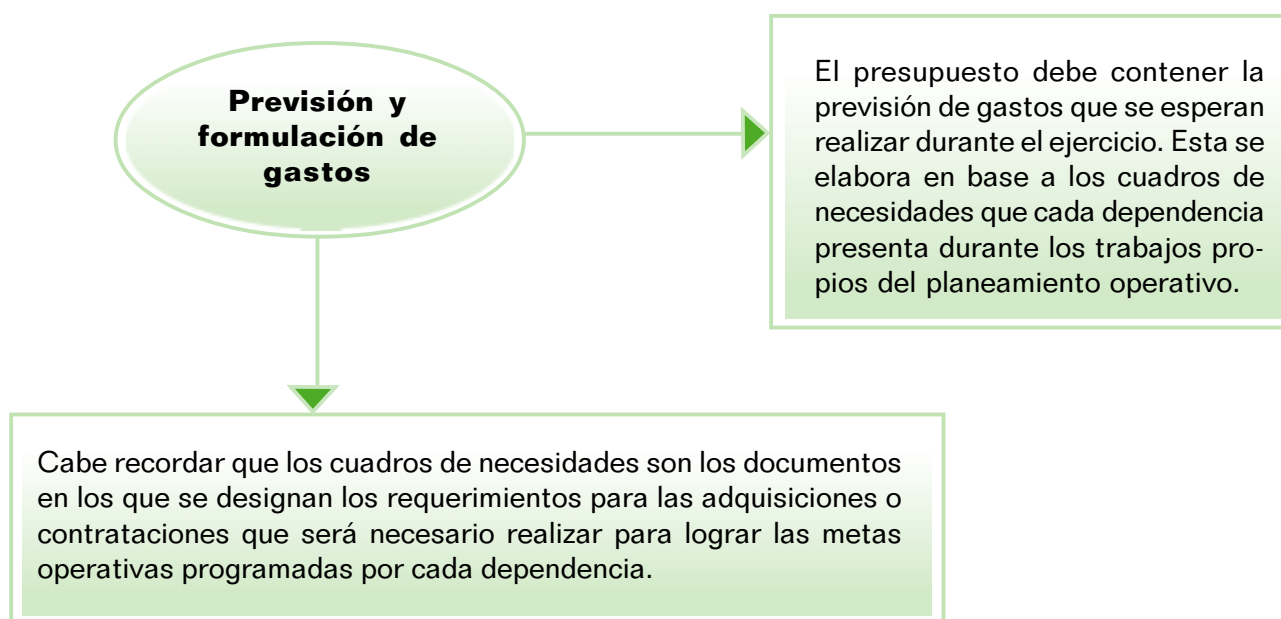 Previsión y
formulación de
gastos
El presupuesto debe contener la
previsión de gastos que se esperan
realizar durante el ejercicio. Esta se
elabora en base a los cuadros de
necesidades que cada dependencia
presenta durante los trabajos pro-
pios del planeamiento operativo.
Cabe recordar que los cuadros de necesidades son los documentos
en los que se designan los requerimientos para las adquisiciones o
contrataciones que será necesario realizar para lograr las metas
operativas programadas por cada dependencia.